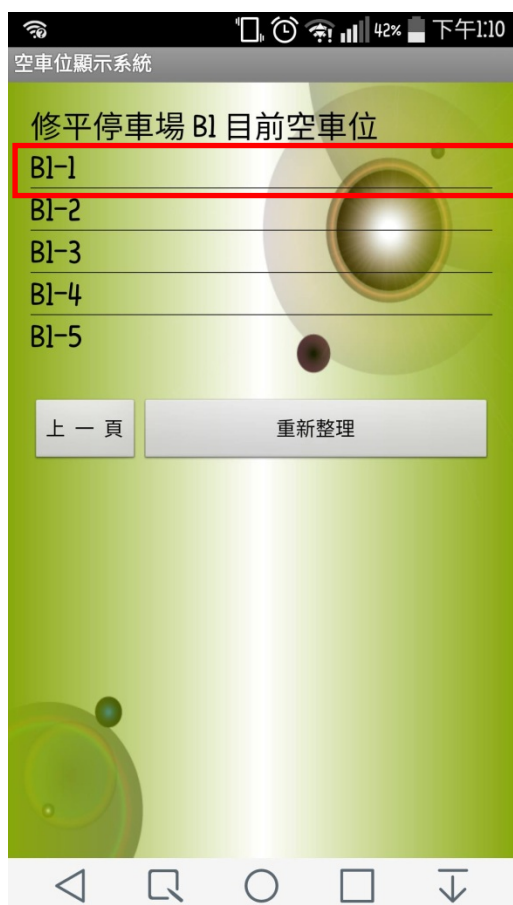 42% 下午1:10
空車位顯示系統
修平停車場 B1 目前空車位
B1-1
B1-2
B1-3
B1-4
B1-5
上 一 頁 重新整理